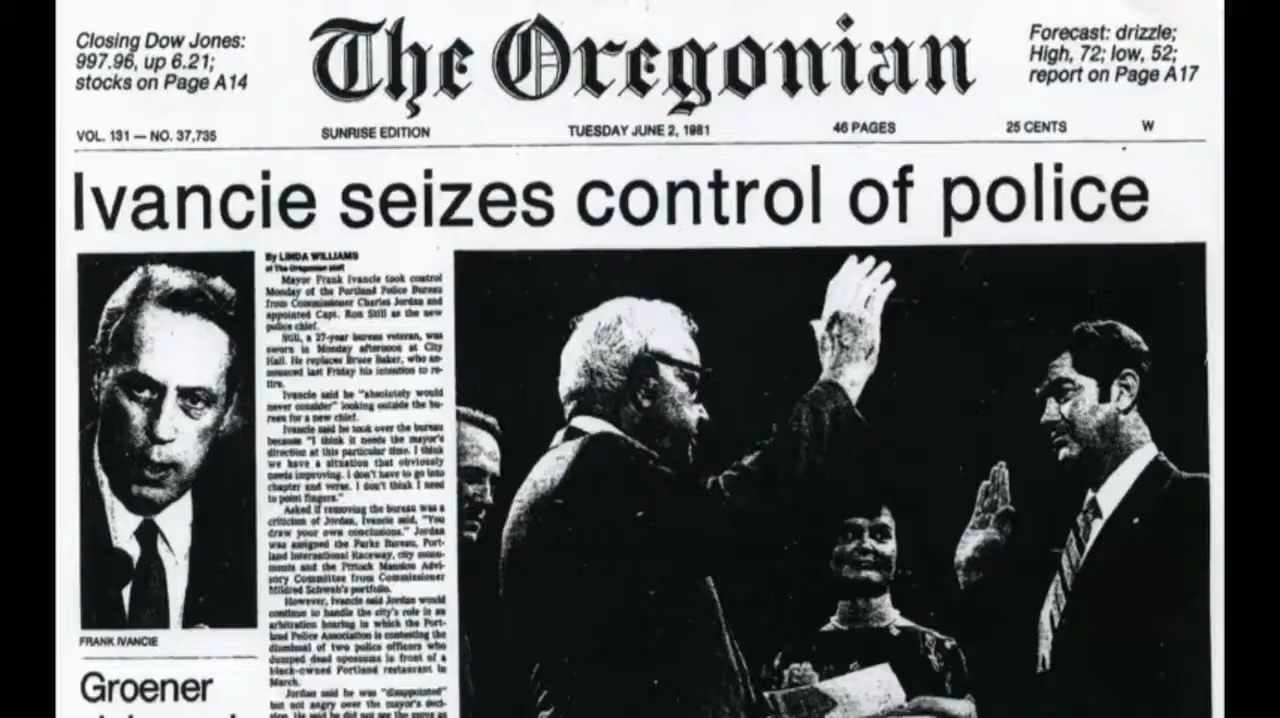 Closing Dow Jones:
997.96, up 6.21;
stocks on Page A14
The Oregonian
Forecast: drizzle;
High, 72; low, 52;
report on Page A17
VOL. 131 — NO. 37,735
SUNRISE EDITION
TUESDAY JUNE 2, 1981
46 PAGES
25 CENTS
W
Ivancie seizes control of police
FRANK IVANCIE
Groener
By LINDA WILLIAMS
of The Oregonian staff
Mayor Frank Ivancie took control
Monday of the Portland Police Bureau
from Commissioner Charles Jordan and
appointed Capt. Ron Still as the new
police chief.
Still, a 27-year bureau veteran, was
sworn in Monday afternoon at City
Hall. He replaces Bruce Baker, who an-
nounced last Friday his intention to re-
tire.
Ivancie said he "absolutely would
never consider" looking outside the bu-
reau for a new chief.
Ivancie said he took over the bureau
because "I think it needs the mayor's
direction at this particular time. I think
we have a situation that obviously
needs improving. I don't have to go into
chapter and verse. I don't think I need
to point fingers."
Asked if removing the bureau was a
criticism of Jordan, Ivancie said, "You
draw your own conclusions." Jordan
was assigned the Parks Bureau, Port-
land International Raceway, city monu-
ments and the Pittock Mansion Advi-
sory Committee from Commissioner
Mildred Schwab's portfolio.
However, Ivancie said Jordan would
continue to handle the city's role in an
arbitration hearing in which the Port-
land Police Association is contesting the
dismissal of two police officers who
dumped dead opossums in front of a
black-owned Portland restaurant in
March.
Jordan said he was "disappointed"
but not angry over the mayor's deci-
sion. He said he did not see the move as